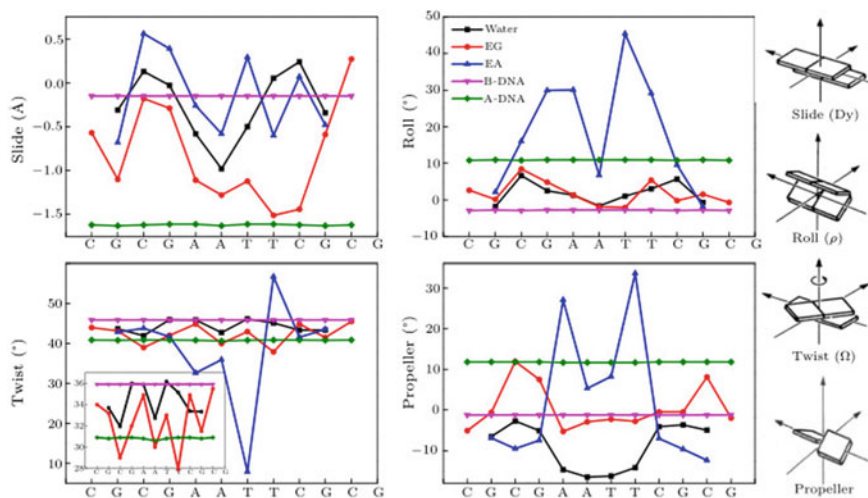 Slide (A)
0.5
0.0
−0.5
−1.0
−1.5
C G C G A A T T C G C G
Roll (°)
50
40
30
20
10
0
−10
Water
EG
EA
B-DNA
A-DNA
C G C G A A T T C G C G
Slide (Dy)
Roll (ρ)
Twist (°)
50
40
30
20
10
36
34
32
30
28
C G C G A A T T C G C G
C G C G A A T T C G C G
Propeller (°)
30
20
10
0
−10
C G C G A A T T C G C G
Twist (Ω)
Propeller